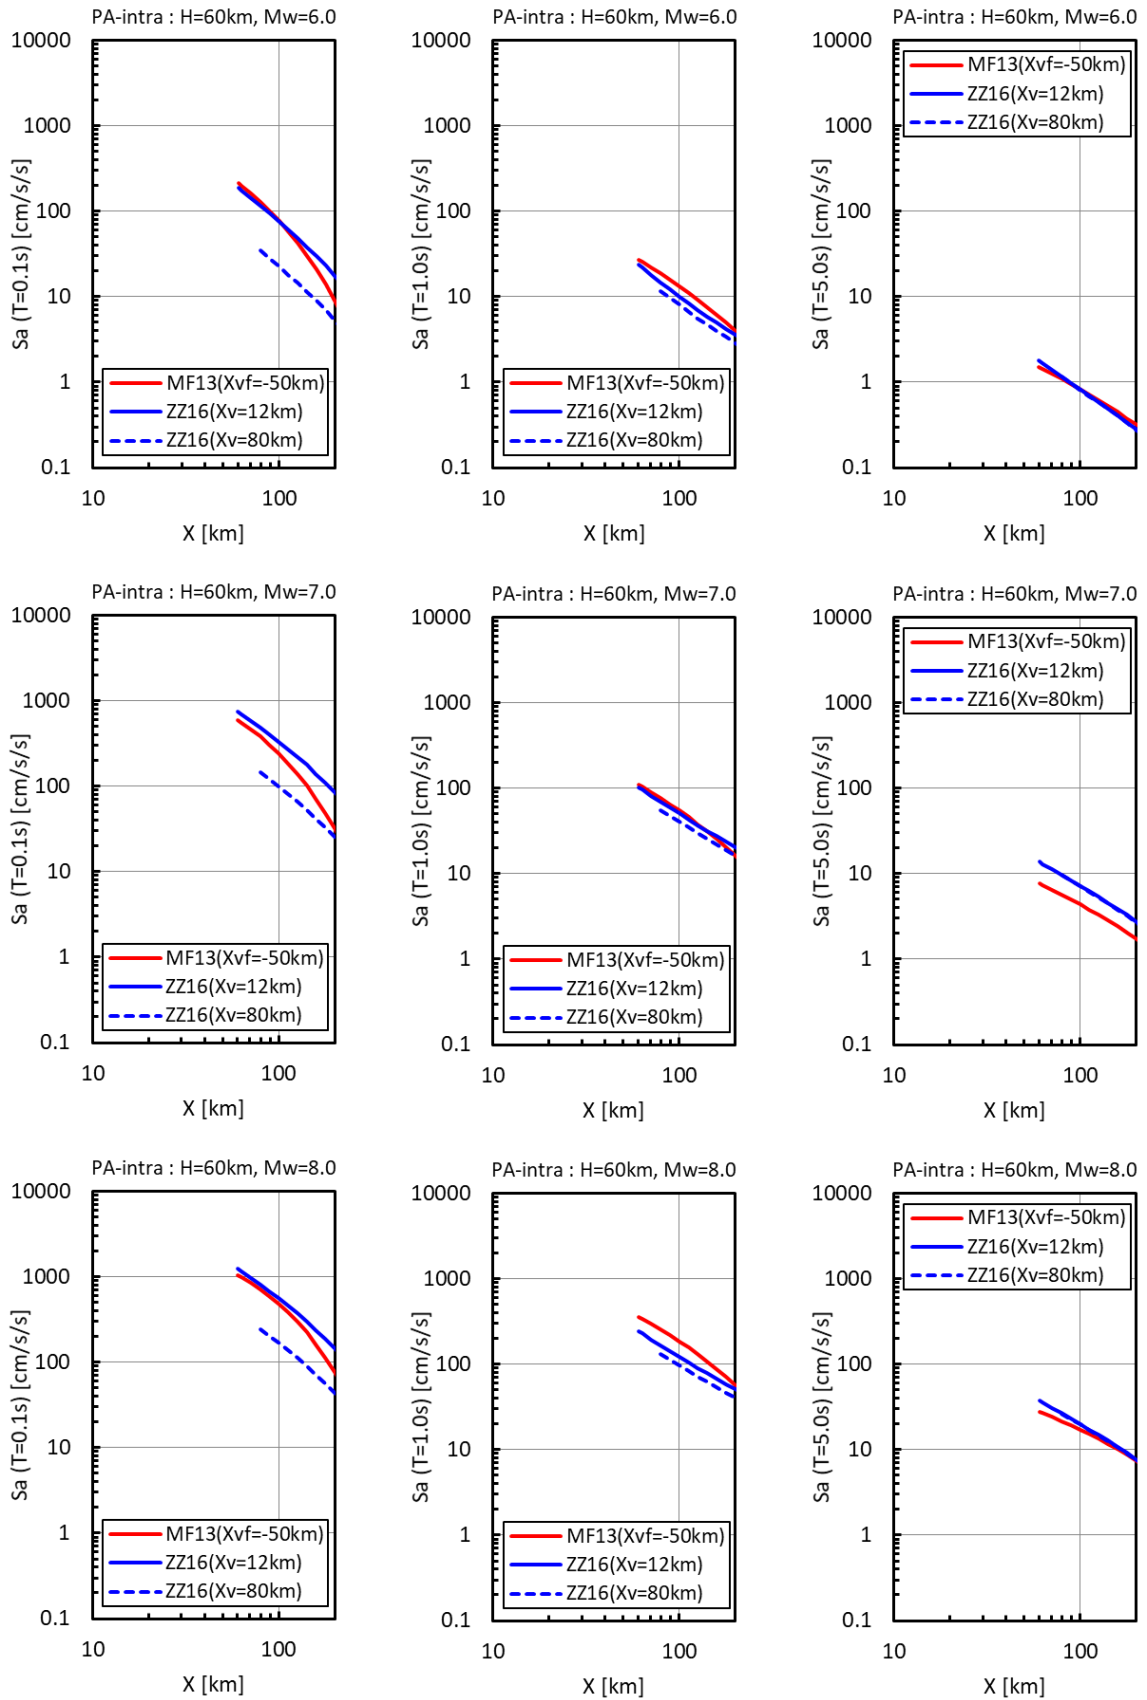 PA-intra : H=60km, Mw=6.0
10000
1000
100
10
1
0.1
Sa (T=0.1s) [cm/s/s]
MF13(Xvf=-50km)
ZZ16(Xv=12km)
ZZ16(Xv=80km)
10
100
X [km]
PA-intra : H=60km, Mw=6.0
10000
1000
100
10
1
0.1
Sa (T=1.0s) [cm/s/s]
MF13(Xvf=-50km)
ZZ16(Xv=12km)
ZZ16(Xv=80km)
10
100
X [km]
PA-intra : H=60km, Mw=6.0
10000
1000
100
10
1
0.1
Sa (T=5.0s) [cm/s/s]
MF13(Xvf=-50km)
ZZ16(Xv=12km)
ZZ16(Xv=80km)
10
100
X [km]
PA-intra : H=60km, Mw=7.0
10000
1000
100
10
1
0.1
Sa (T=0.1s) [cm/s/s]
MF13(Xvf=-50km)
ZZ16(Xv=12km)
ZZ16(Xv=80km)
10
100
X [km]
PA-intra : H=60km, Mw=7.0
10000
1000
100
10
1
0.1
Sa (T=1.0s) [cm/s/s]
MF13(Xvf=-50km)
ZZ16(Xv=12km)
ZZ16(Xv=80km)
10
100
X [km]
PA-intra : H=60km, Mw=7.0
10000
1000
100
10
1
0.1
Sa (T=5.0s) [cm/s/s]
MF13(Xvf=-50km)
ZZ16(Xv=12km)
ZZ16(Xv=80km)
10
100
X [km]
PA-intra : H=60km, Mw=8.0
10000
1000
100
10
1
0.1
Sa (T=0.1s) [cm/s/s]
MF13(Xvf=-50km)
ZZ16(Xv=12km)
ZZ16(Xv=80km)
10
100
X [km]
PA-intra : H=60km, Mw=8.0
10000
1000
100
10
1
0.1
Sa (T=1.0s) [cm/s/s]
MF13(Xvf=-50km)
ZZ16(Xv=12km)
ZZ16(Xv=80km)
10
100
X [km]
PA-intra : H=60km, Mw=8.0
10000
1000
100
10
1
0.1
Sa (T=5.0s) [cm/s/s]
MF13(Xvf=-50km)
ZZ16(Xv=12km)
ZZ16(Xv=80km)
10
100
X [km]